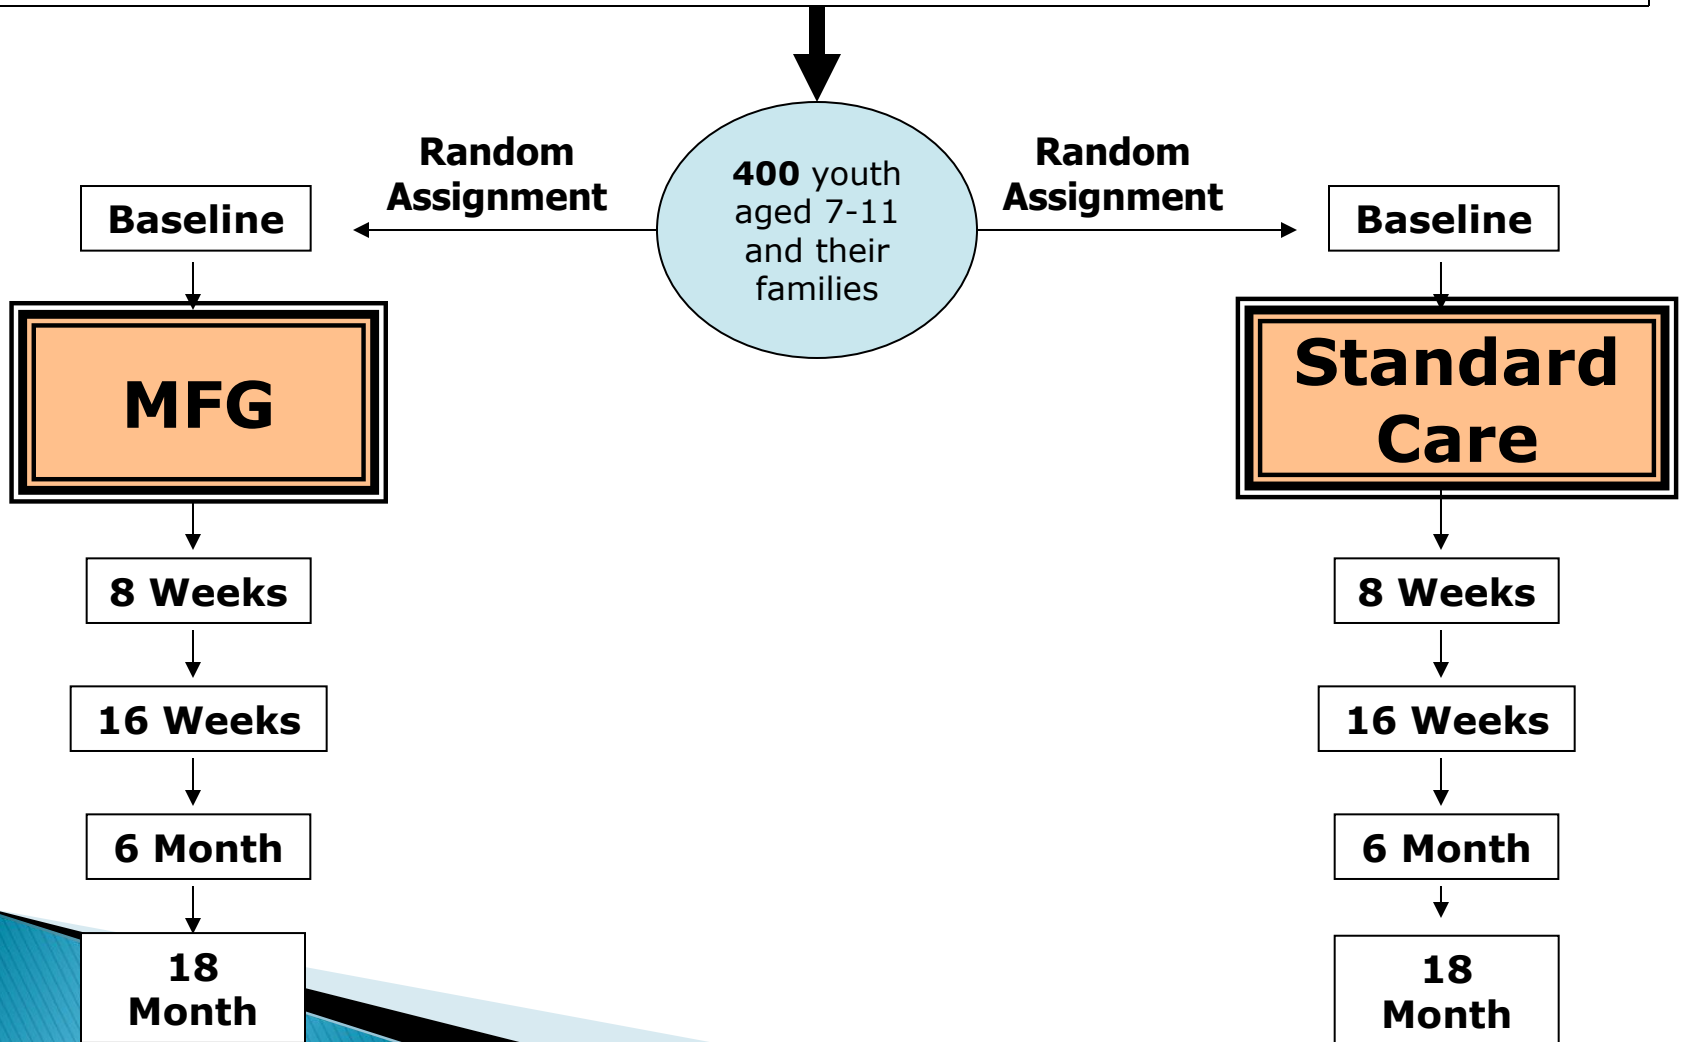 400 youth
aged 7-11
and their
families
Random
Assignment
Random
Assignment
Baseline
MFG
8 Weeks
16 Weeks
6 Month
18
Month
Baseline
Standard
Care
8 Weeks
16 Weeks
6 Month
18
Month